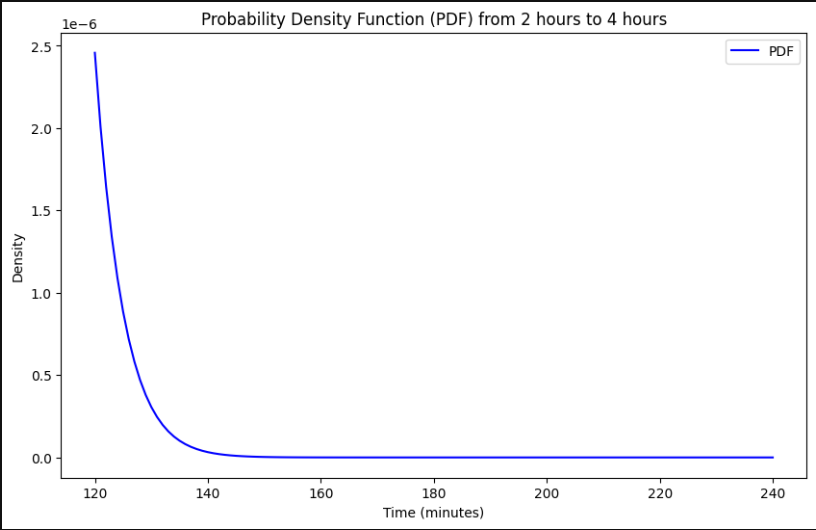 Probability Density Function (PDF) from 2 hours to 4 hours
1e−6
PDF
2.5
2.0
1.5
1.0
0.5
0.0
Density
120 140 160 180 200 220 240
Time (minutes)